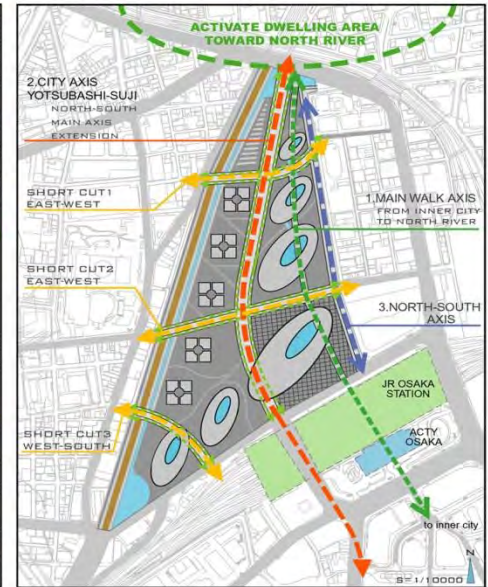 ACTIVATE DWELLING AREA
TOWARD NORTH RIVER
2.CITY AXIS
YOTSUBASHI-SUJI
NORTH-SOUTH
MAIN AXIS
EXTENSION
SHORT CUT1
EAST-WEST
1.MAIN WALK AXIS
FROM INNER CITY
TO NORTH RIVER
SHORT CUT2
EAST-WEST
3.NORTH-SOUTH
AXIS
JR OSAKA
STATION
SHORT CUT3
WEST-SOUTH
ACTY
OSAKA
to inner city
N
S=1/10000